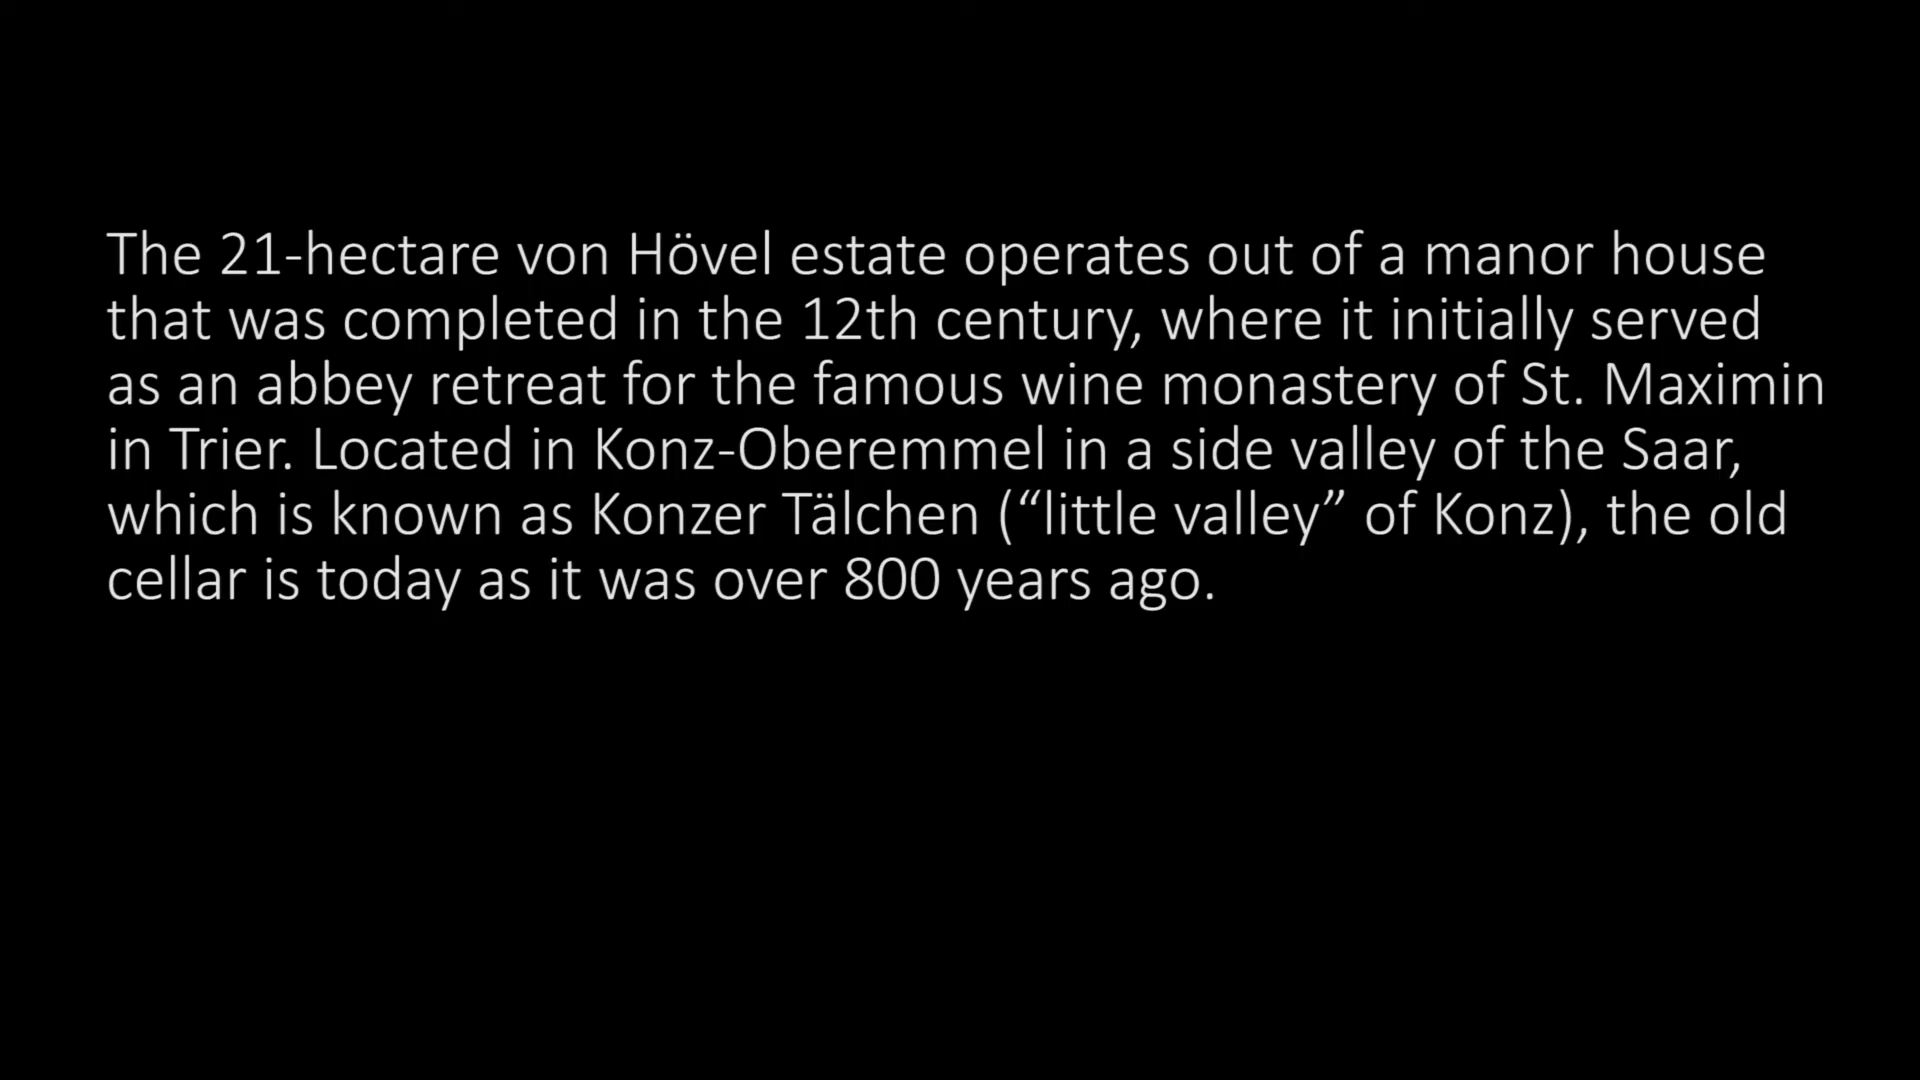 The 21-hectare von Hövel estate operates out of a manor house
that was completed in the 12th century, where it initially served
as an abbey retreat for the famous wine monastery of St. Maximin
in Trier. Located in Konz-Oberemmel in a side valley of the Saar,
which is known as Konzer Tälchen (“little valley” of Konz), the old
cellar is today as it was over 800 years ago.